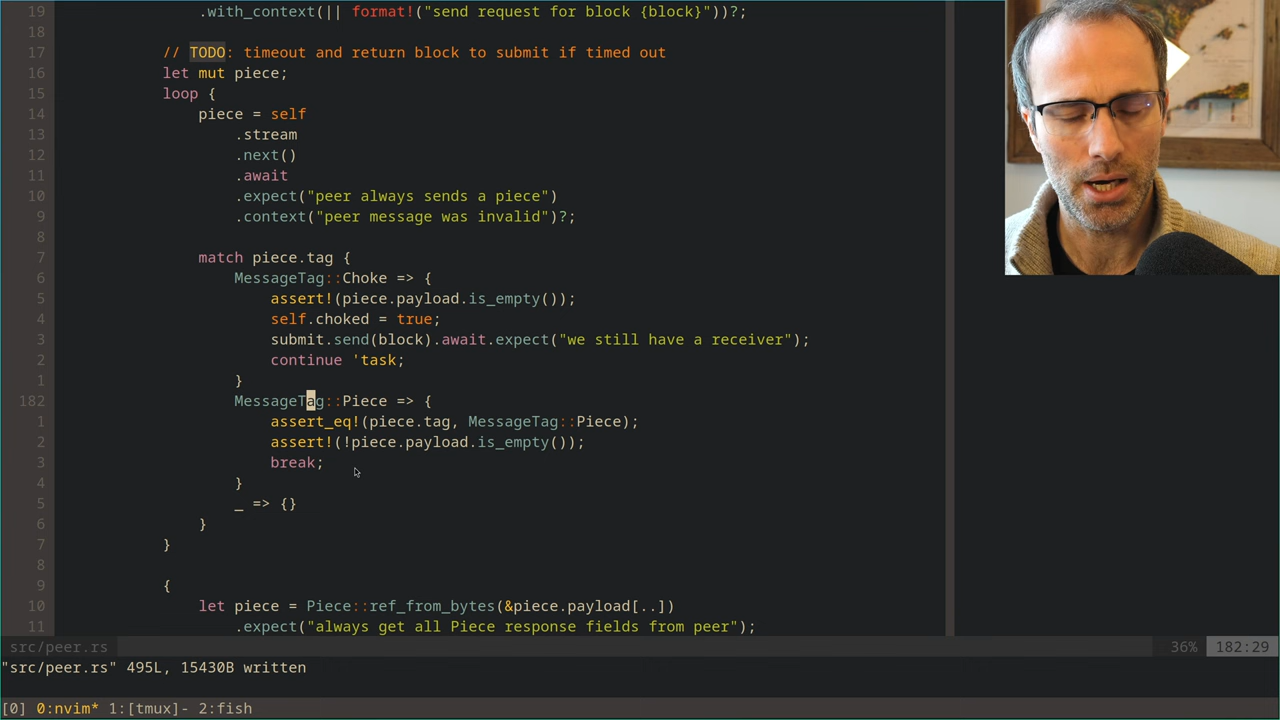 19 .with_context(|| format!("send request for block {block}"))?;
18
17 // TODO: timeout and return block to submit if timed out
16 let mut piece;
15 loop {
14 piece = self
13 .stream
12 .next()
11 .await
10 .expect("peer always sends a piece")
9 .context("peer message was invalid")?;
8
7 match piece.tag {
6 MessageTag::Choke => {
5 assert!(piece.payload.is_empty());
4 self.choked = true;
3 submit.send(block).await.expect("we still have a receiver");
2 continue 'task;
1 }
182 MessageTag::Piece => {
1 assert_eq!(piece.tag, MessageTag::Piece);
2 assert!(!piece.payload.is_empty());
3 break;
4 }
5 _ => {}
6 }
7 }
8
9 {
10 let piece = Piece::ref_from_bytes(&piece.payload[..])
11 .expect("always get all Piece response fields from peer");
src/peer.rs 36% 182:29
"src/peer.rs" 495L, 15430B written
[0] 0:nvim* 1:[tmux]- 2:fish